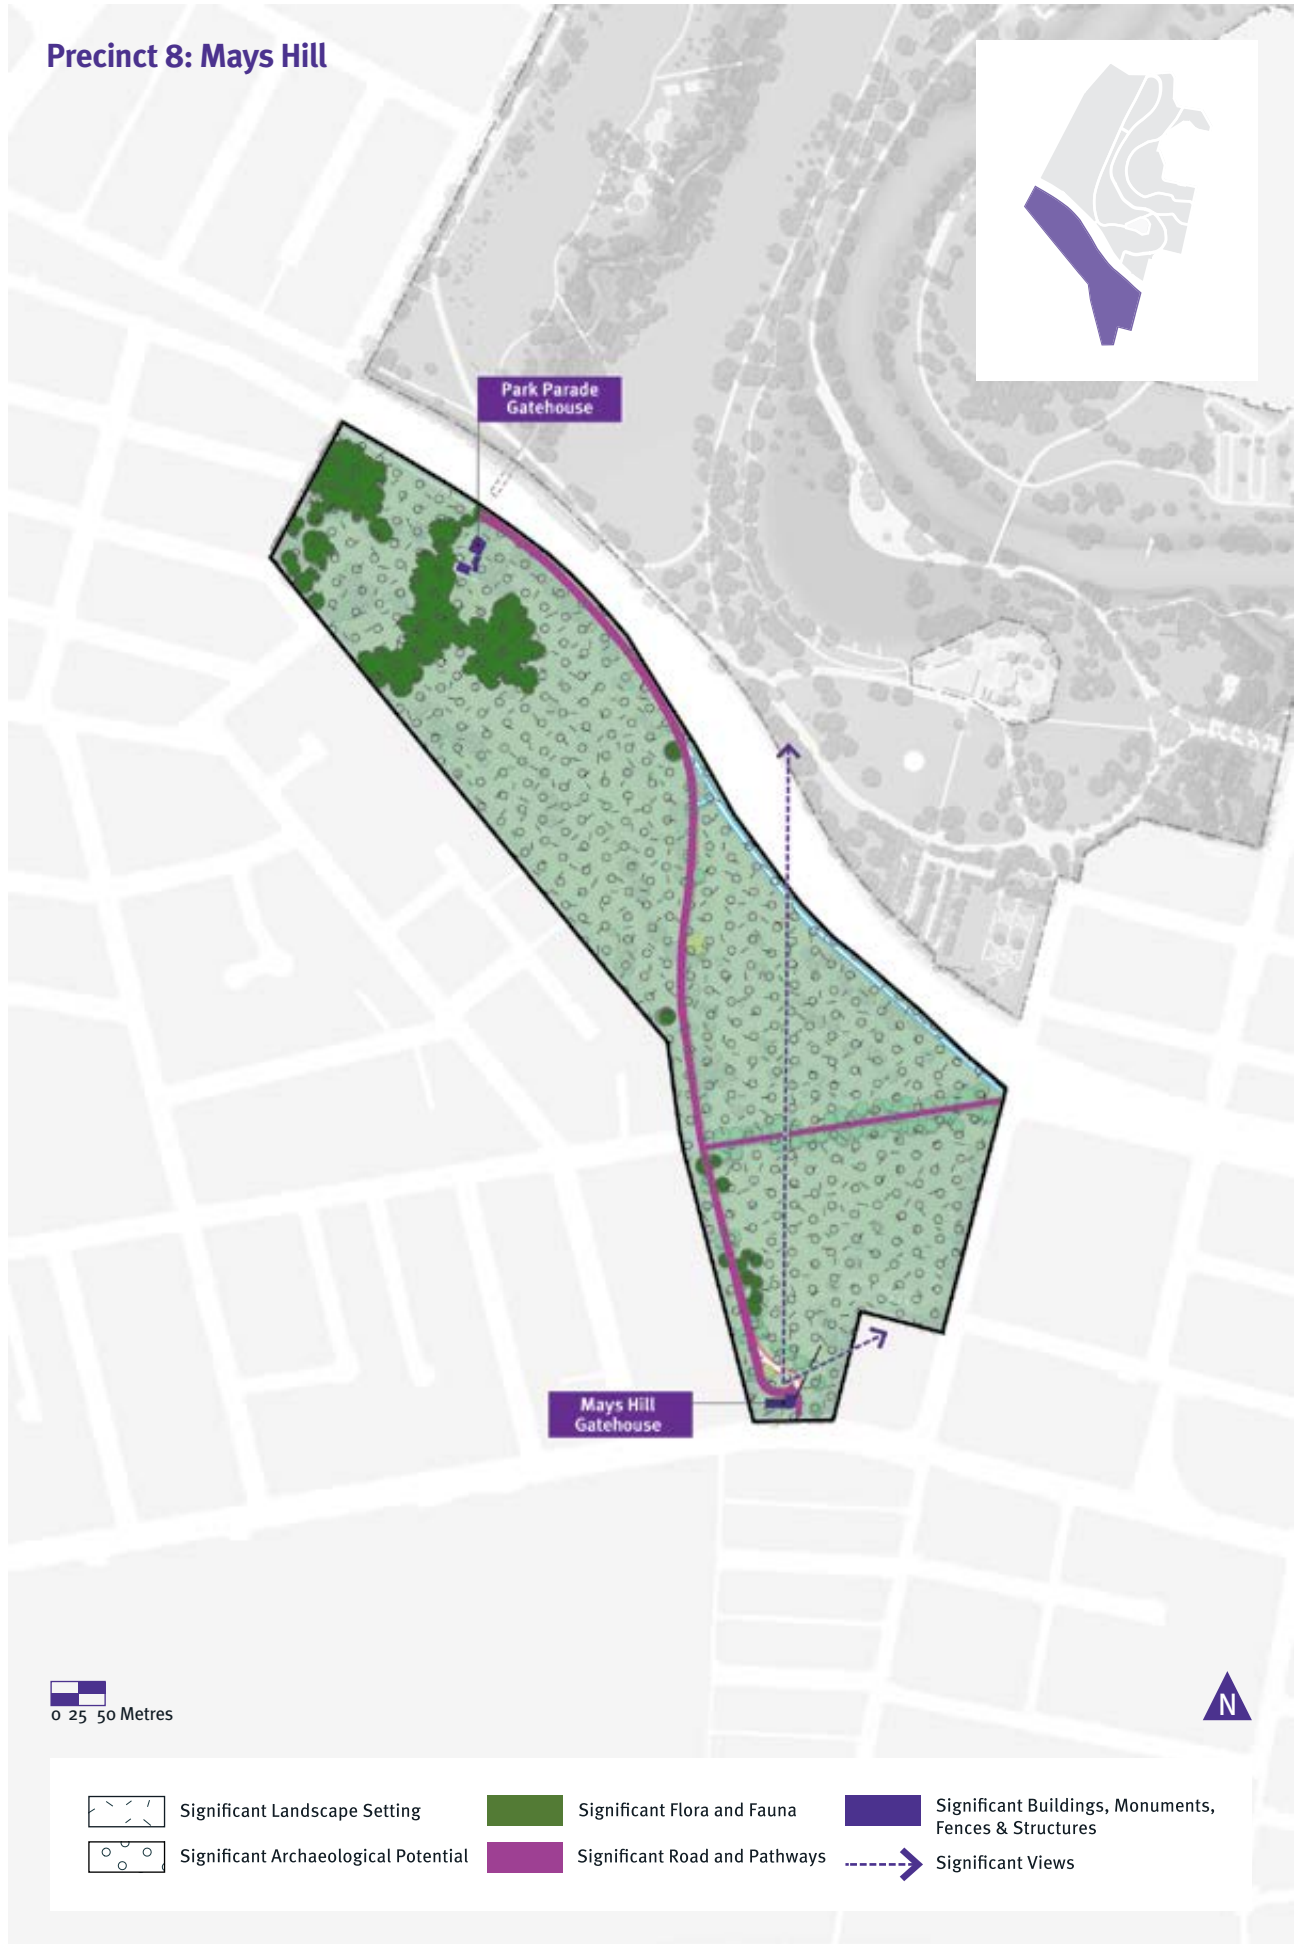 Precinct 8: Mays Hill
Park Parade
Gatehouse
Mays Hill
Gatehouse
0 25 50 Metres
N
Significant Landscape Setting
Significant Archaeological Potential
Significant Flora and Fauna
Significant Road and Pathways
Significant Buildings, Monuments,
Fences & Structures
Significant Views